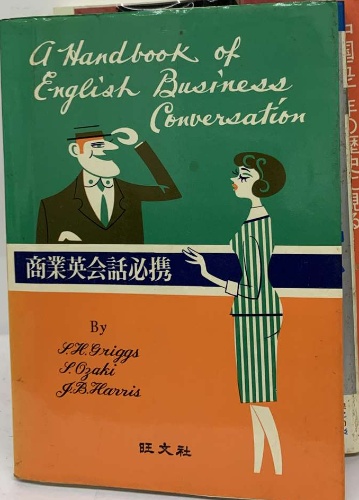 A Handbook of
English Business
Conversation
商業英会話必携
By
S.H.Griggs
S.Ozaki
J.B.Harris
旺文社